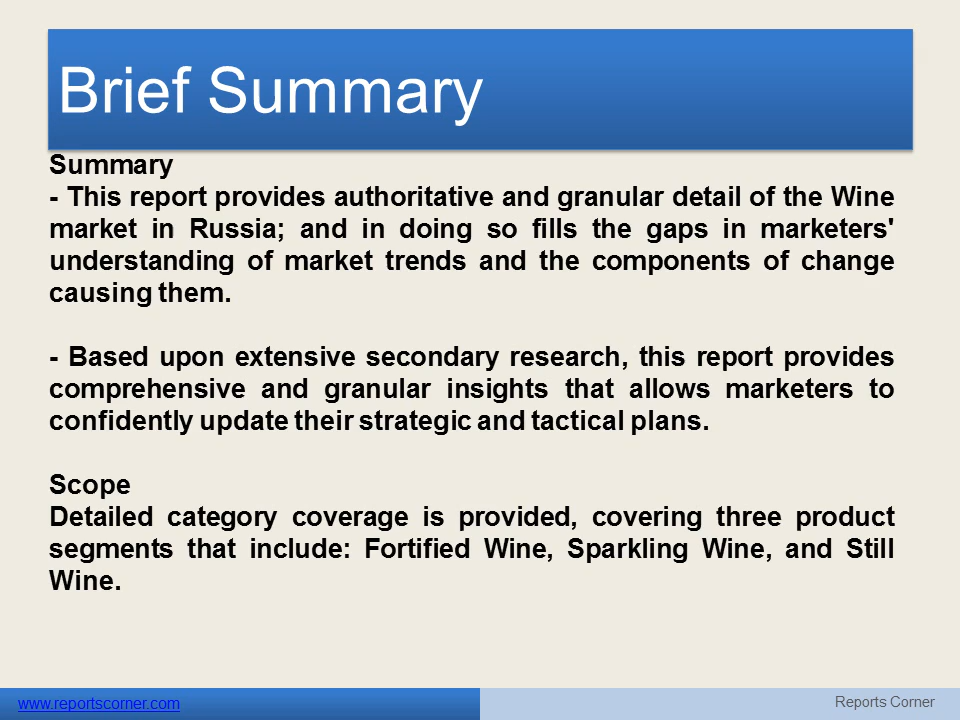 Brief Summary
Summary
- This report provides authoritative and granular detail of the Wine
market in Russia; and in doing so fills the gaps in marketers'
understanding of market trends and the components of change
causing them.
- Based upon extensive secondary research, this report provides
comprehensive and granular insights that allows marketers to
confidently update their strategic and tactical plans.
Scope
Detailed category coverage is provided, covering three product
segments that include: Fortified Wine, Sparkling Wine, and Still
Wine.
www.reportscorner.com
Reports Corner